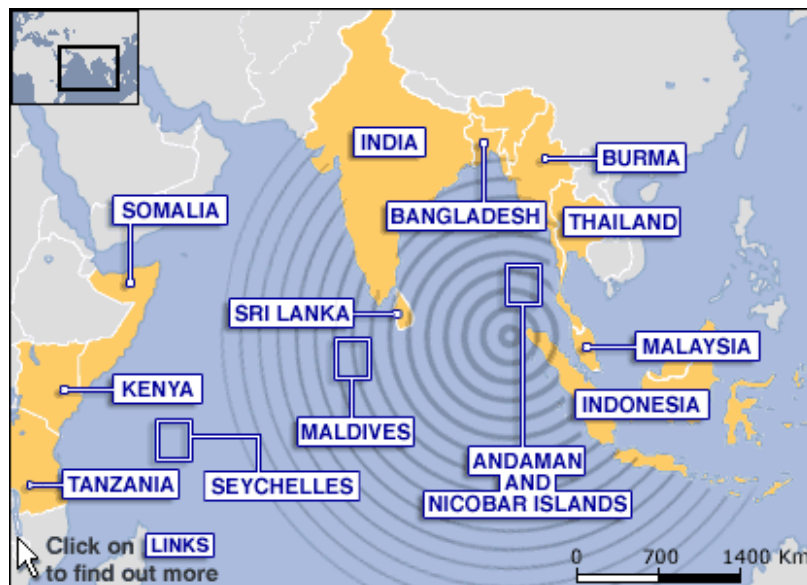 INDIA
BURMA
SOMALIA
BANGLADESH
THAILAND
SRI LANKA
MALAYSIA
KENYA
INDONESIA
MALDIVES
ANDAMAN
AND
NICOBAR ISLANDS
TANZANIA
SEYCHELLES
Click on LINKS
to find out more
0 700 1400 Km